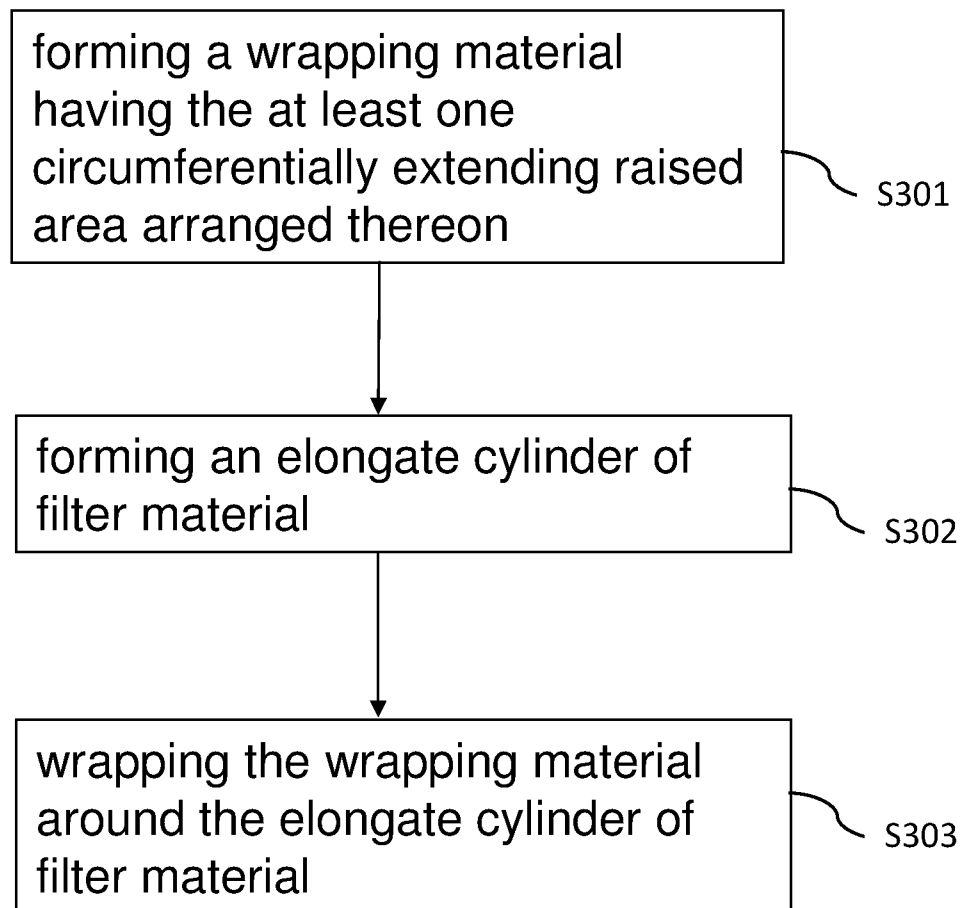 forming a wrapping material
having the at least one
circumferentially extending raised
area arranged thereon
S301
forming an elongate cylinder of
filter material
S302
wrapping the wrapping material
around the elongate cylinder of
filter material
S303